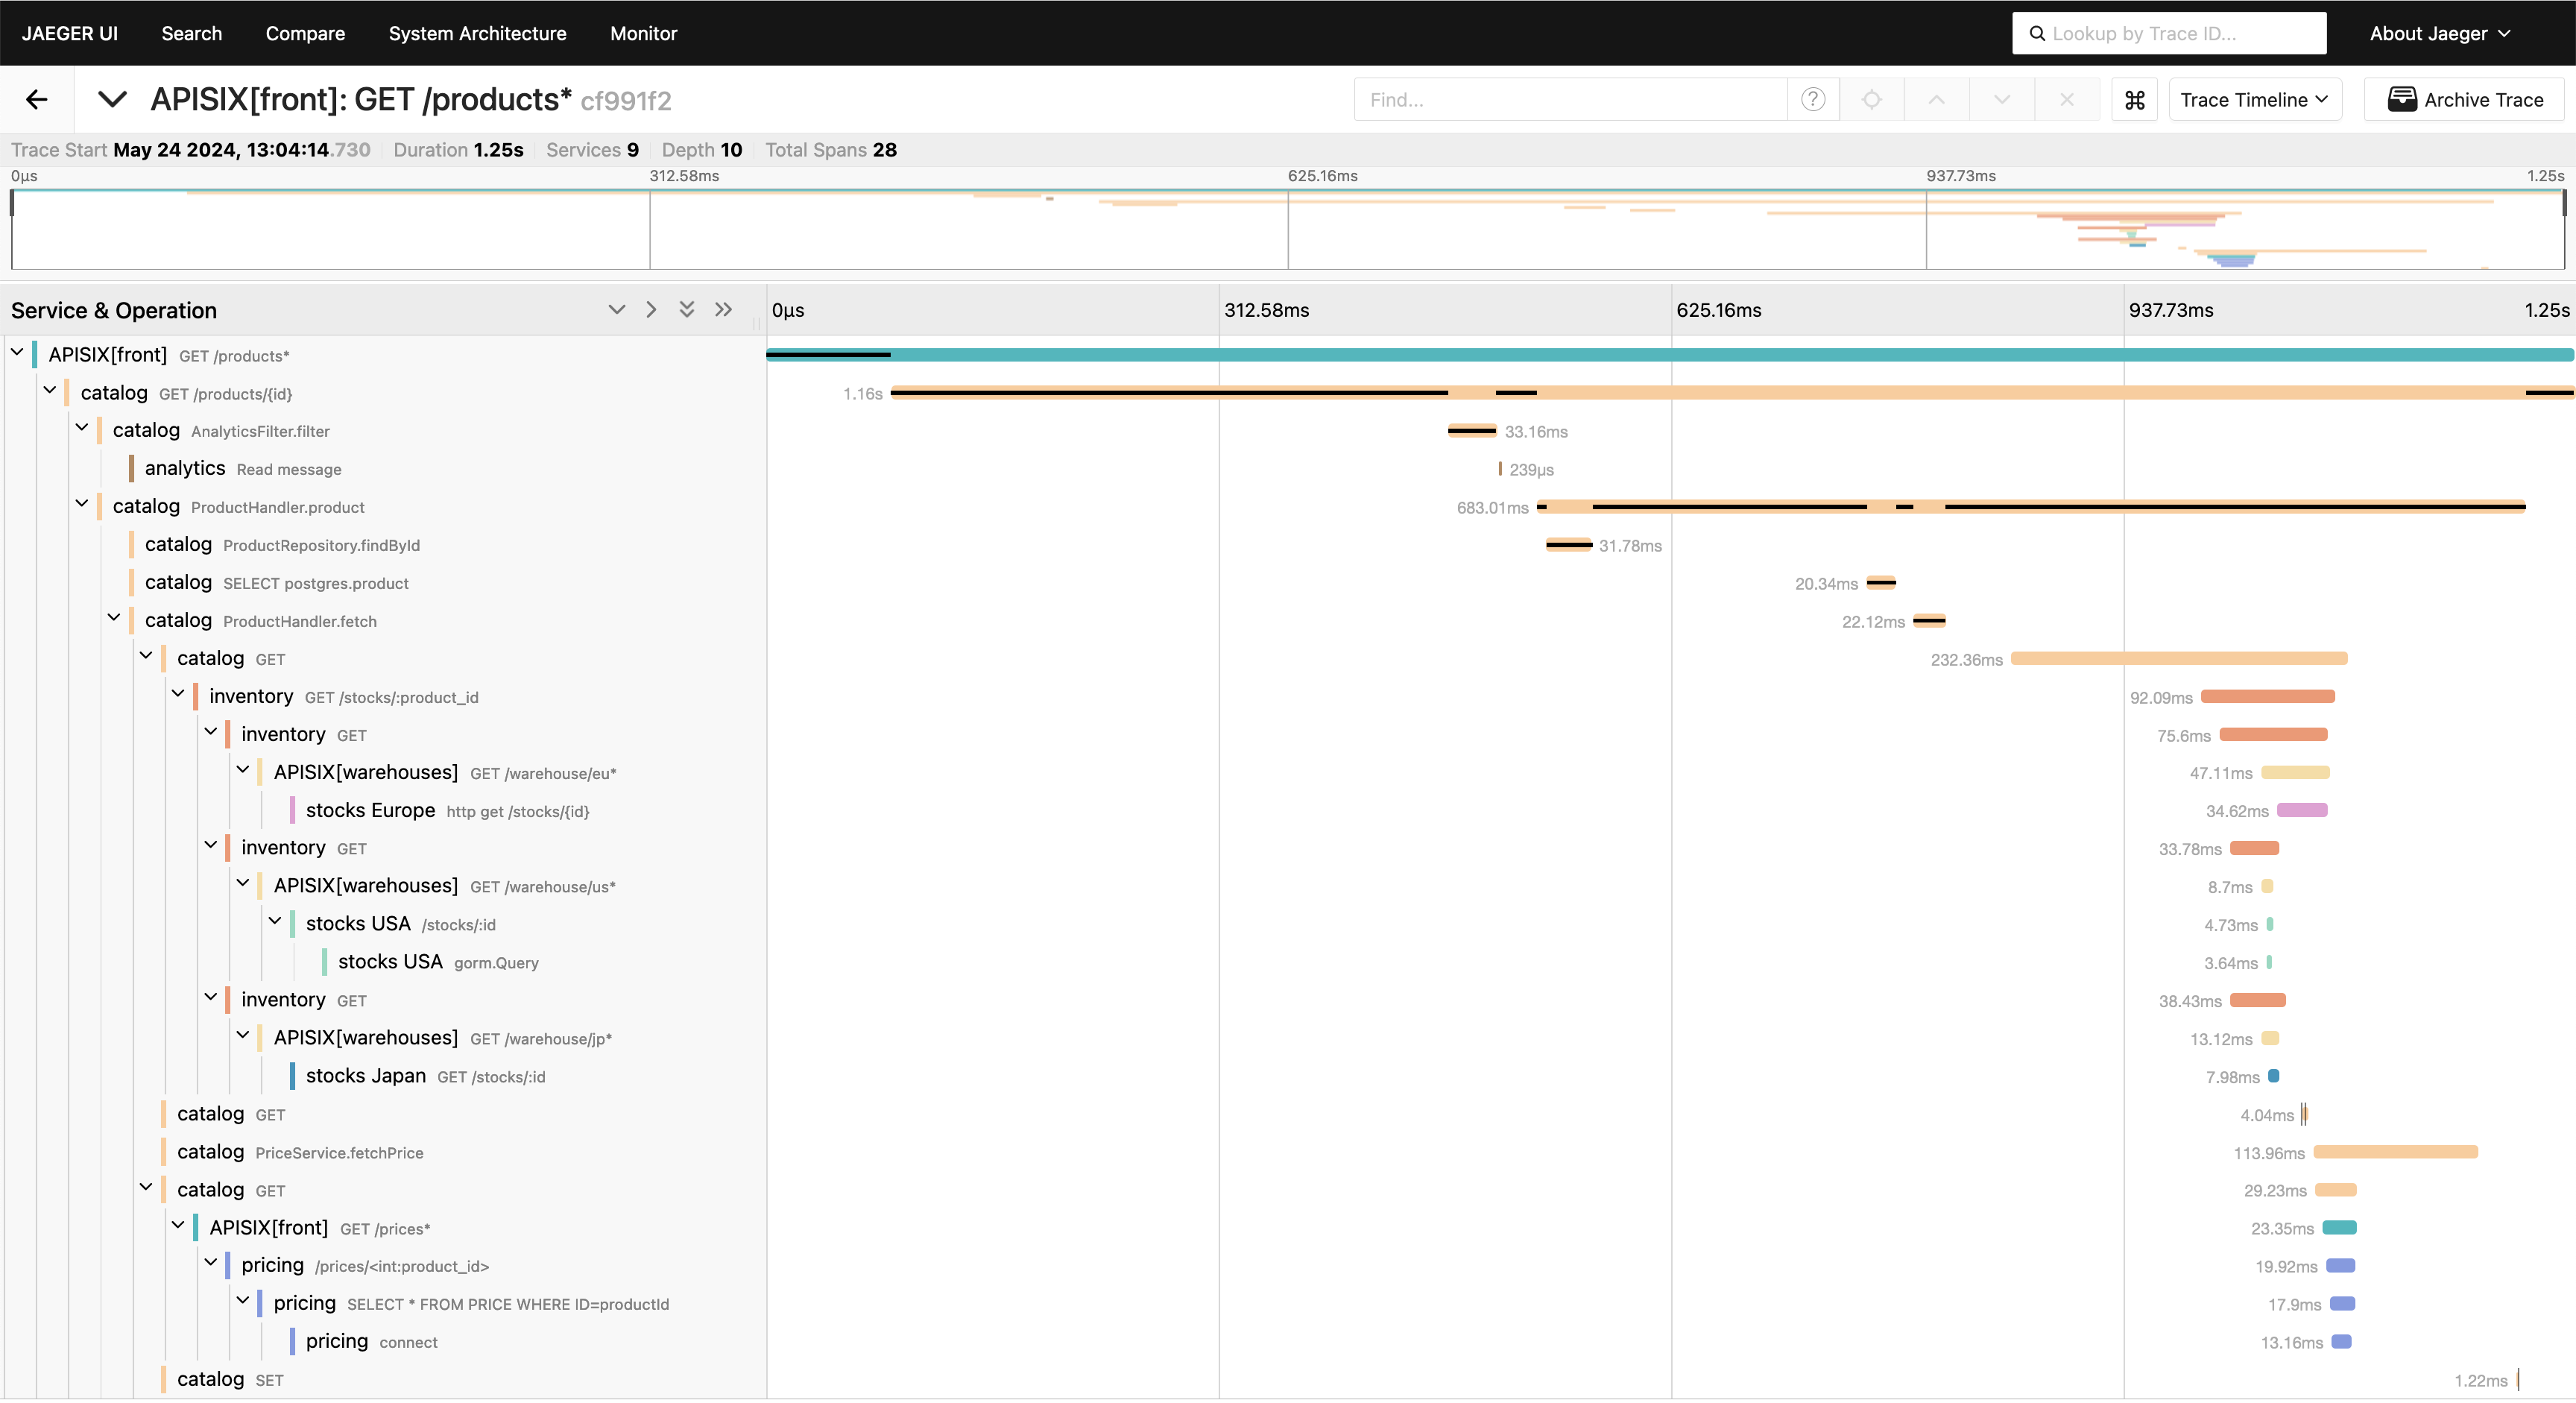 JAEGER UI Search Compare System Architecture Monitor Lookup by Trace ID... About Jaeger
APISIX[front]: GET /products* cf991f2 Find... ? ⌘ Trace Timeline Archive Trace
Trace Start May 24 2024, 13:04:14.730 Duration 1.25s Services 9 Depth 10 Total Spans 28
0μs 312.58ms 625.16ms 937.73ms 1.25s
Service & Operation 0μs 312.58ms 625.16ms 937.73ms 1.25s
APISIX[front] GET /products*
catalog GET /products/{id} 1.16s
catalog AnalyticsFilter.filter 33.16ms
analytics Read message 239μs
catalog ProductHandler.product 683.01ms
catalog ProductRepository.findById 31.78ms
catalog SELECT postgres.product 20.34ms
catalog ProductHandler.fetch 22.12ms
catalog GET 232.36ms
inventory GET /stocks/:product_id 92.09ms
inventory GET 75.6ms
APISIX[warehouses] GET /warehouse/eu* 47.11ms
stocks Europe http get /stocks/{id} 34.62ms
inventory GET 33.78ms
APISIX[warehouses] GET /warehouse/us* 8.7ms
stocks USA /stocks/:id 4.73ms
stocks USA gorm.Query 3.64ms
inventory GET 38.43ms
APISIX[warehouses] GET /warehouse/jp* 13.12ms
stocks Japan GET /stocks/:id 7.98ms
catalog GET 4.04ms
catalog PriceService.fetchPrice 113.96ms
catalog GET 29.23ms
APISIX[front] GET /prices* 23.35ms
pricing /prices/<int:product_id> 19.92ms
pricing SELECT * FROM PRICE WHERE ID=productId 17.9ms
pricing connect 13.16ms
catalog SET 1.22ms